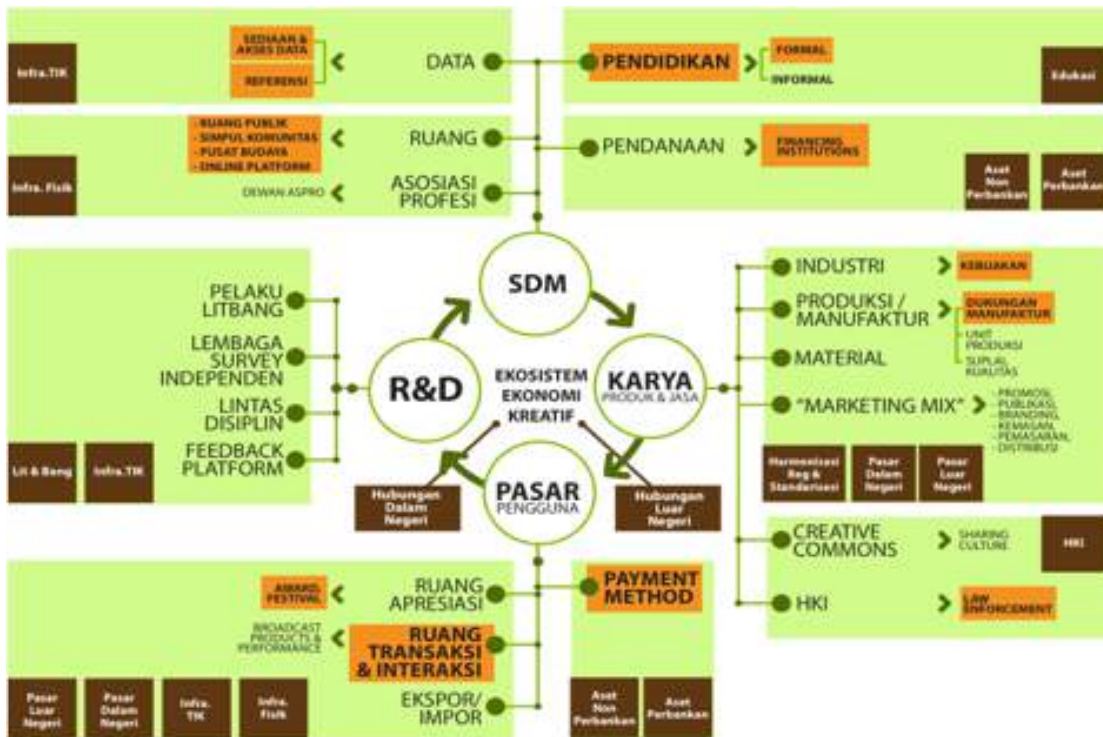 Infra.TIK
SEDIAAN &
AKSES DATA
REFERENSI
DATA
PENDIDIKAN
FORMAL
INFORMAL
Edukasi
Infra. Fisik
- RUANG PUBLIK
- SIMPUL KOMUNITAS
- PUSAT BUDAYA
- ONLINE PLATFORM
RUANG
DEWAN ASPRO
ASOSIASI
PROFESI
PENDANAAN
FINANCING
INSTITUTIONS
Aset
Non
Perbankan
Aset
Perbankan
SDM
PELAKU
LITBANG
LEMBAGA
SURVEY
INDEPENDEN
LINTAS
DISIPLIN
FEEDBACK
PLATFORM
Lit & Bang
Infra.TIK
R&D
EKOSISTEM
EKONOMI
KREATIF
KARYA
PRODUK & JASA
PASAR
PENGGUNA
Hubungan
Dalam
Negeri
Hubungan
Luar
Negeri
INDUSTRI
KEBIJAKAN
PRODUKSI /
MANUFAKTUR
DUKUNGAN
MANUFAKTUR
UNIT
PRODUKSI
SUPLAI,
KUALITAS
MATERIAL
"MARKETING MIX"
- PROMOSI,
- PUBLIKASI,
- BRANDING,
- KEMASAN,
- PEMASARAN,
- DISTRIBUSI
Harmonisasi
Reg &
Standarisasi
Pasar
Dalam
Negeri
Pasar
Luar
Negeri
CREATIVE
COMMONS
SHARING
CULTURE
HKI
HKI
LAW
ENFORCEMENT
AWARD,
FESTIVAL
RUANG
APRESIASI
BROADCAST
PRODUCTS &
PERFORMANCE
RUANG
TRANSAKSI
& INTERAKSI
EKSPOR/
IMPOR
Pasar
Luar
Negeri
Pasar
Dalam
Negeri
Infra.
TIK
Infra.
Fisik
PAYMENT
METHOD
Aset
Non
Perbankan
Aset
Perbankan